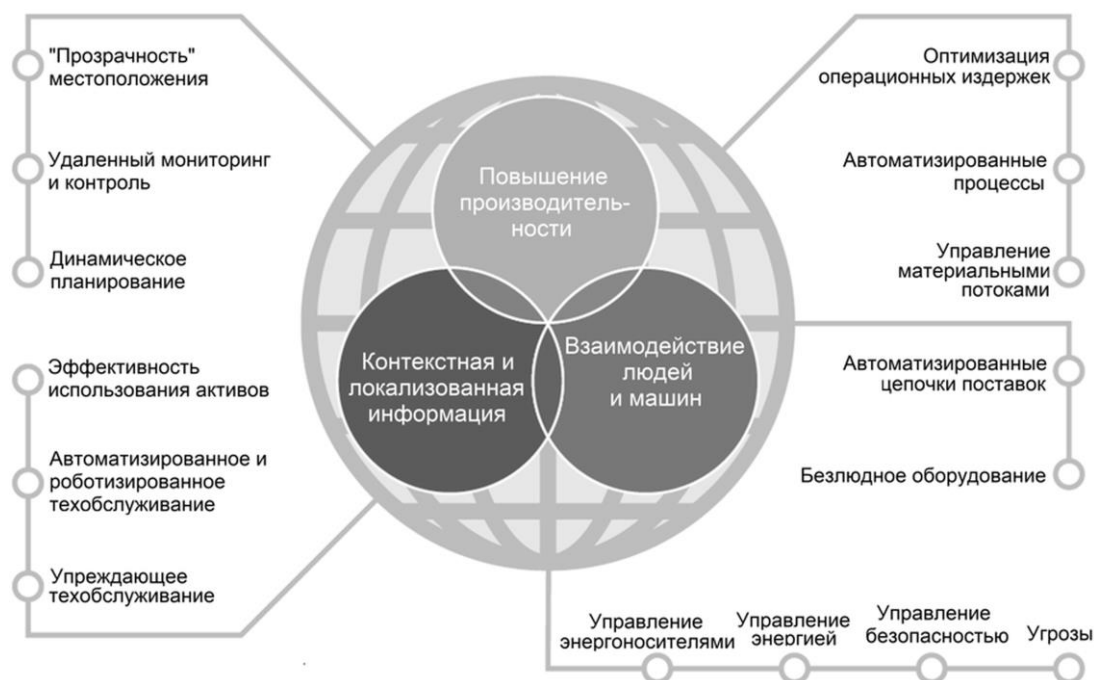 "Прозрачность"
местоположения
Удаленный мониторинг
и контроль
Динамическое
планирование
Эффективность
использования активов
Автоматизированное и
роботизированное
техобслуживание
Упреждающее
техобслуживание
Повышение
производитель-
ности
Контекстная и
локализованная
информация
Взаимодействие
людей
и машин
Оптимизация
операционных издержек
Автоматизированные
процессы
Управление
материальными
потоками
Автоматизированные
цепочки поставок
Безлюдное оборудование
Управление
энергоносителями
Управление
энергией
Управление
безопасностью
Угрозы